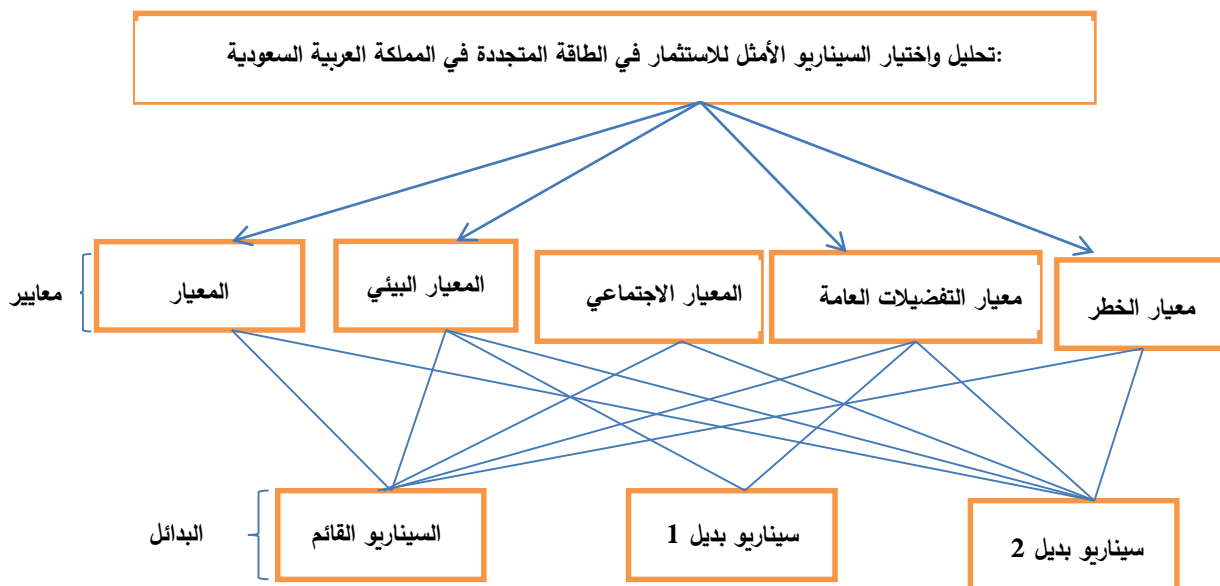 تحليل واختيار السيناريو الأمثل للاستثمار في الطاقة المتجددة في المملكة العربية السعودية:
معيار الخطر
معيار التفضيلات العامة
المعيار الاجتماعي
المعيار البيئي
المعيار
معايير
سيناريو بديل 2
سيناريو بديل 1
السيناريو القائم
البدائل